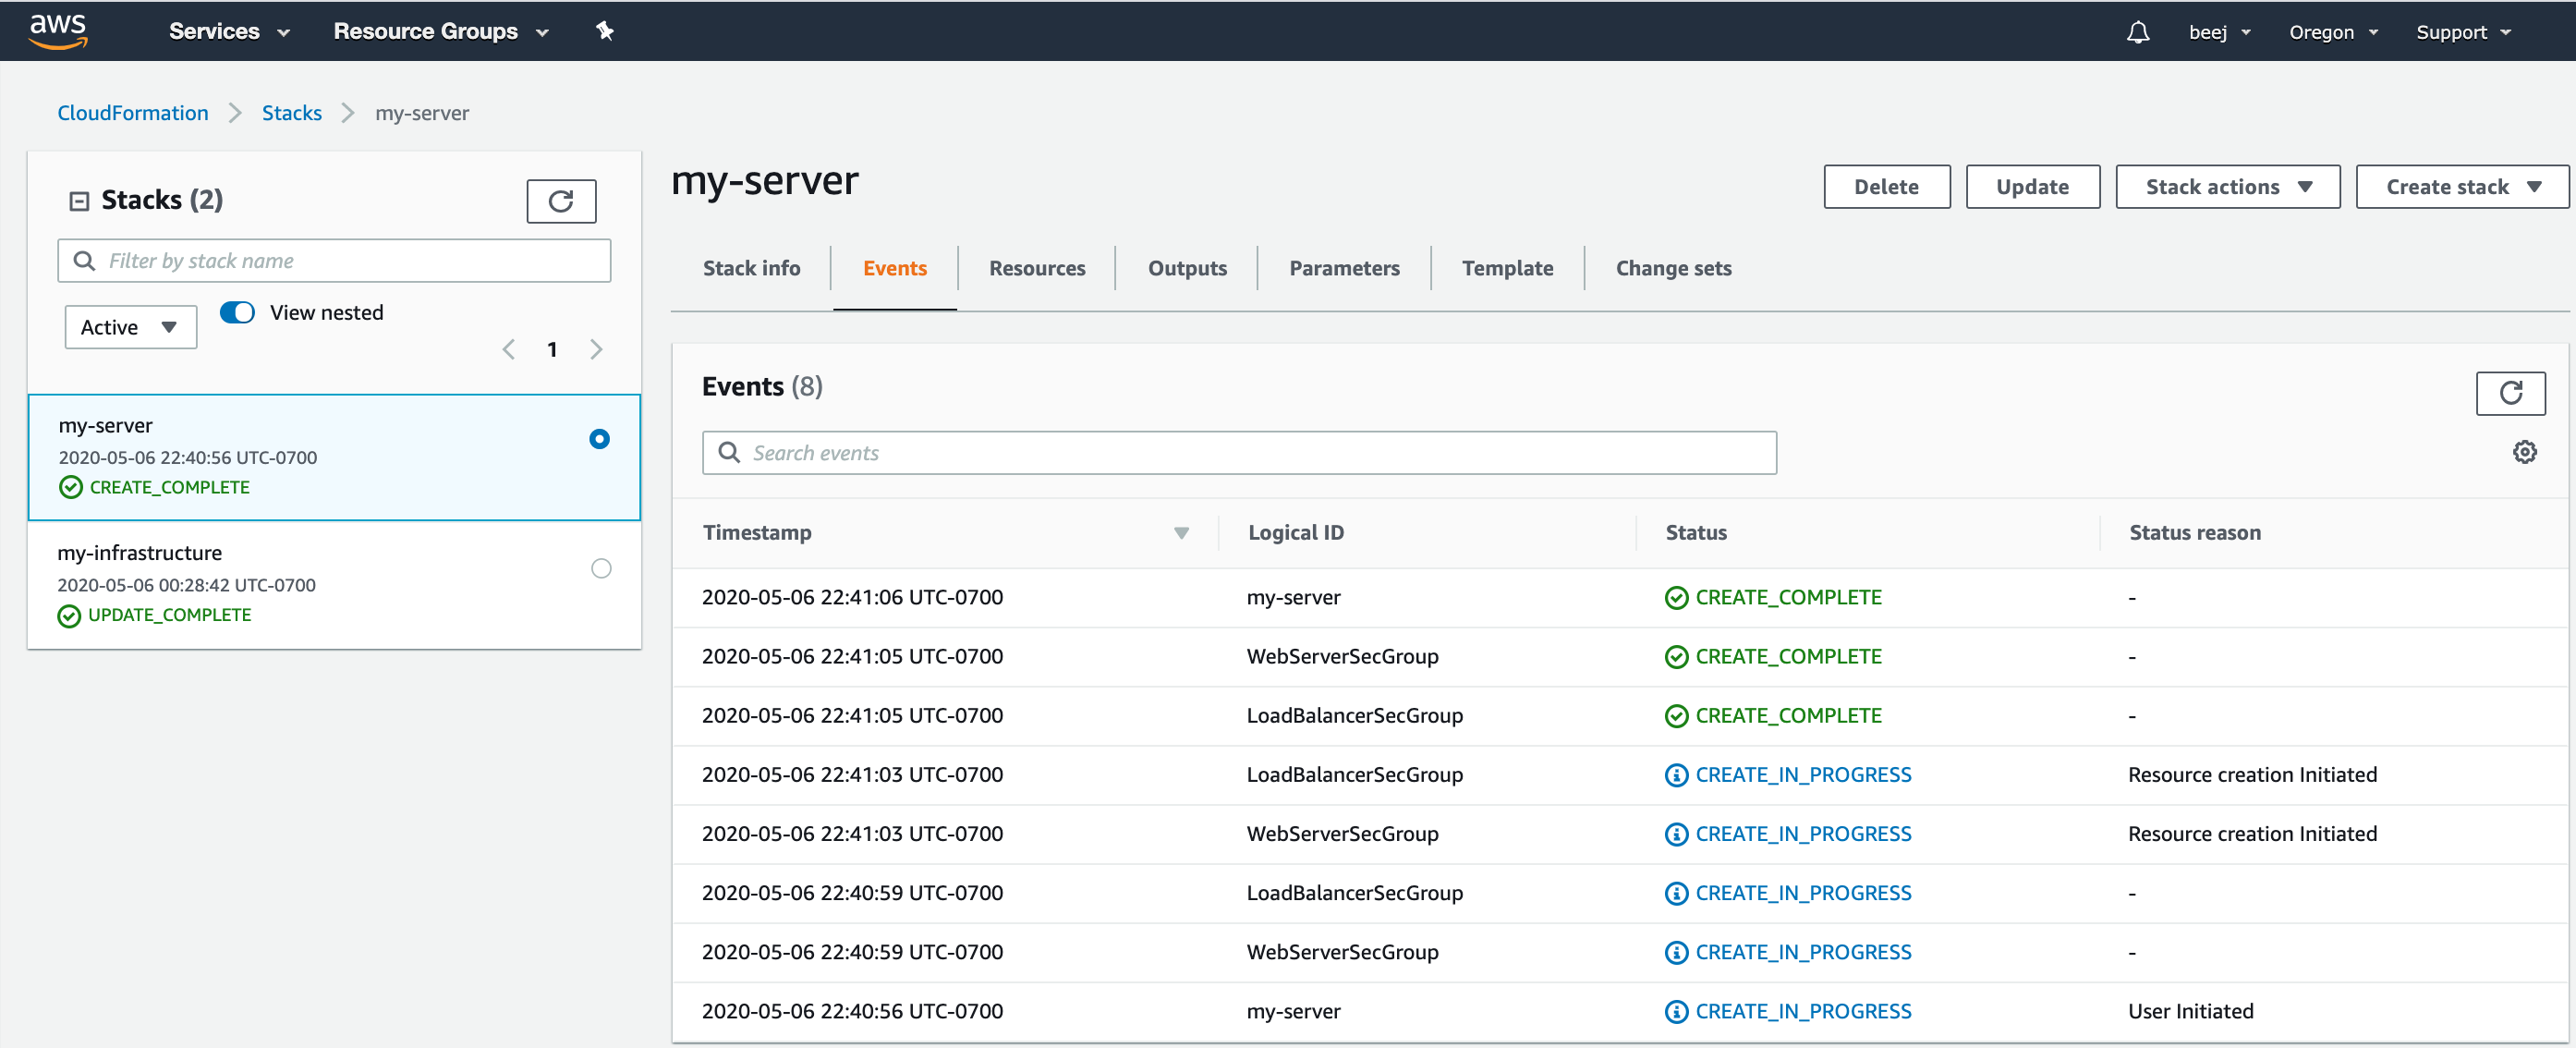 aws Services Resource Groups beej Oregon Support
CloudFormation Stacks my-server
Stacks (2)
Filter by stack name
Active View nested
1
my-server
2020-05-06 22:40:56 UTC-0700
CREATE_COMPLETE
my-infrastructure
2020-05-06 00:28:42 UTC-0700
UPDATE_COMPLETE
my-server Delete Update Stack actions Create stack
Stack info Events Resources Outputs Parameters Template Change sets
Events (8)
Search events
Timestamp Logical ID Status Status reason
2020-05-06 22:41:06 UTC-0700 my-server CREATE_COMPLETE -
2020-05-06 22:41:05 UTC-0700 WebServerSecGroup CREATE_COMPLETE -
2020-05-06 22:41:05 UTC-0700 LoadBalancerSecGroup CREATE_COMPLETE -
2020-05-06 22:41:03 UTC-0700 LoadBalancerSecGroup CREATE_IN_PROGRESS Resource creation Initiated
2020-05-06 22:41:03 UTC-0700 WebServerSecGroup CREATE_IN_PROGRESS Resource creation Initiated
2020-05-06 22:40:59 UTC-0700 LoadBalancerSecGroup CREATE_IN_PROGRESS -
2020-05-06 22:40:59 UTC-0700 WebServerSecGroup CREATE_IN_PROGRESS -
2020-05-06 22:40:56 UTC-0700 my-server CREATE_IN_PROGRESS User Initiated